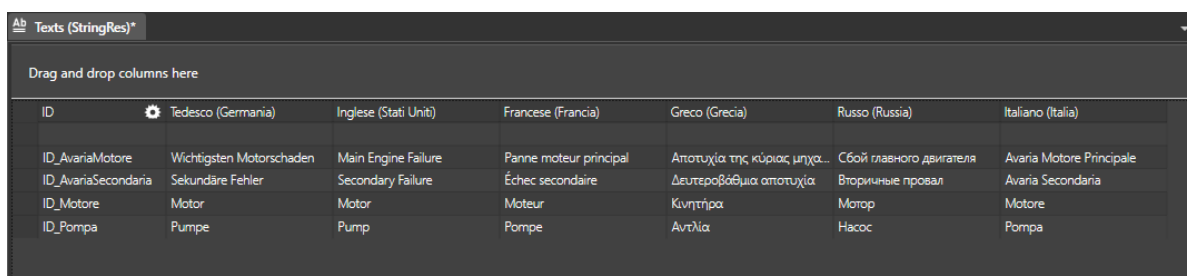 Ab Texts (StringRes)*
Drag and drop columns here
ID Tedesco (Germania) Inglese (Stati Uniti) Francese (Francia) Greco (Grecia) Russo (Russia) Italiano (Italia)
ID_AvariaMotore Wichtigsten Motorschaden Main Engine Failure Panne moteur principal Αποτυχία της κύριας μηχα... Сбой главного двигателя Avaria Motore Principale
ID_AvariaSecondaria Sekundäre Fehler Secondary Failure Échec secondaire Δευτεροβάθμια αποτυχία Вторичные провал Avaria Secondaria
ID_Motore Motor Motor Moteur Κινητήρα Мотор Motore
ID_Pompa Pumpe Pump Pompe Αντλία Насос Pompa